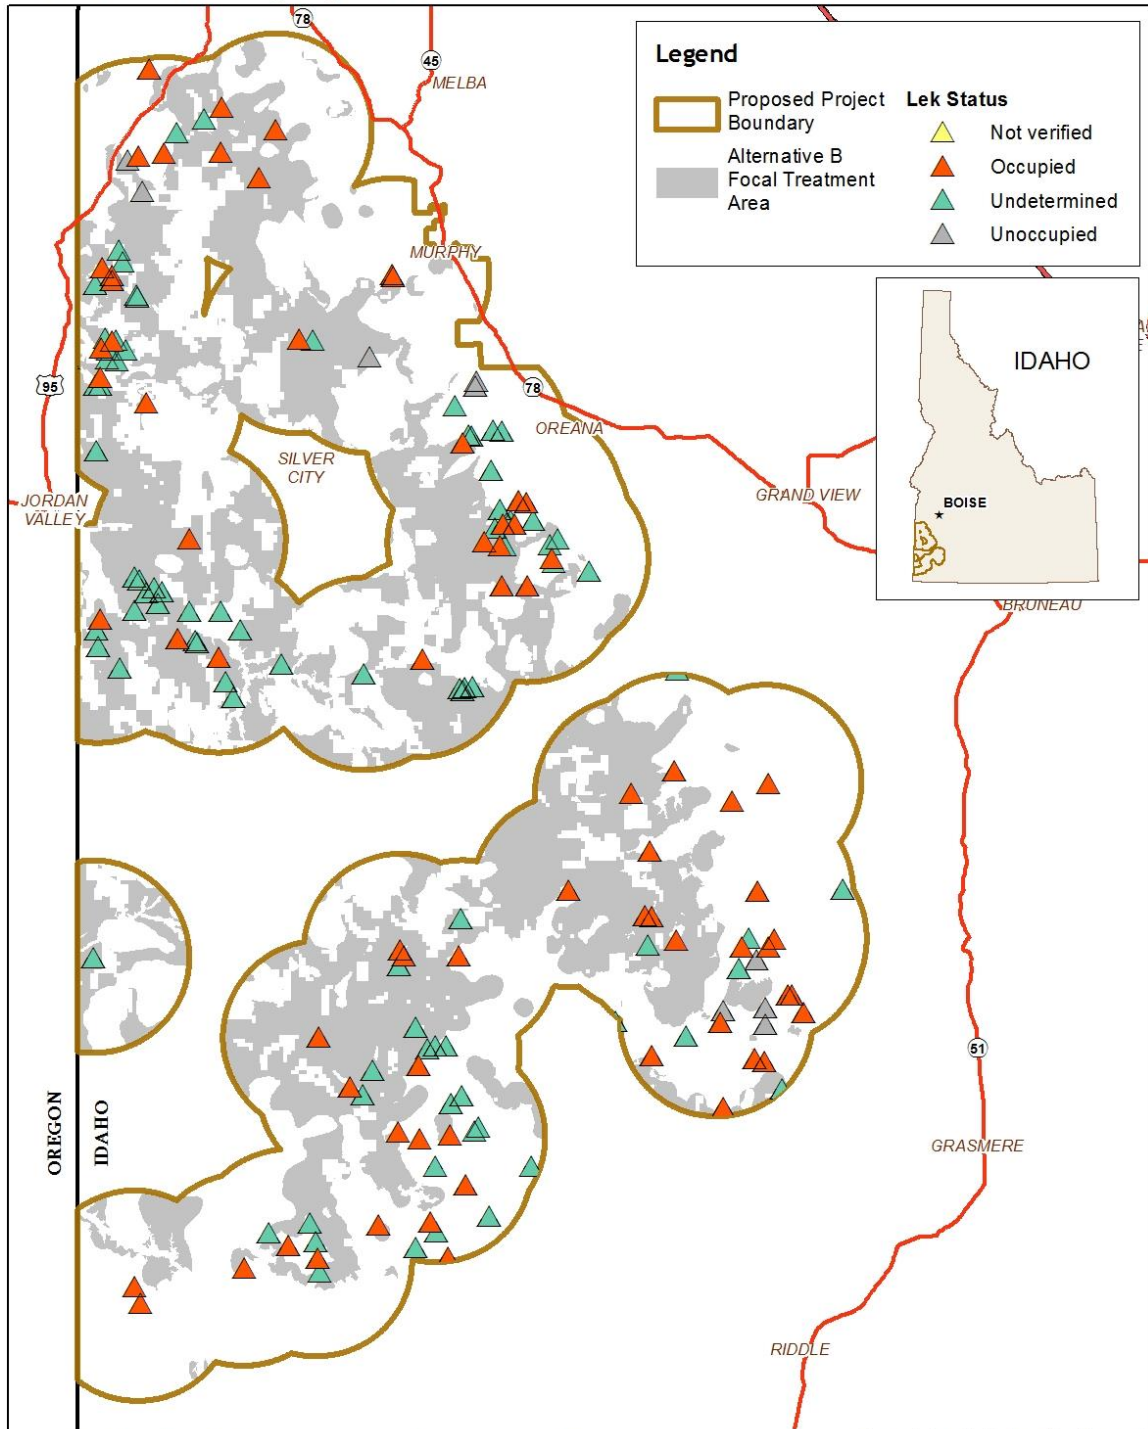 78
45
MELBA
Legend
Proposed Project
Boundary
Alternative B
Focal Treatment
Area
Lek Status
Not verified
Occupied
Undetermined
Unoccupied
MURPHY
IDAHO
BOISE
95
78
OREANA
SILVER
CITY
GRAND VIEW
JORDAN
VALLEY
BRUNEAU
51
OREGON
IDAHO
GRASMERE
RIDDLE